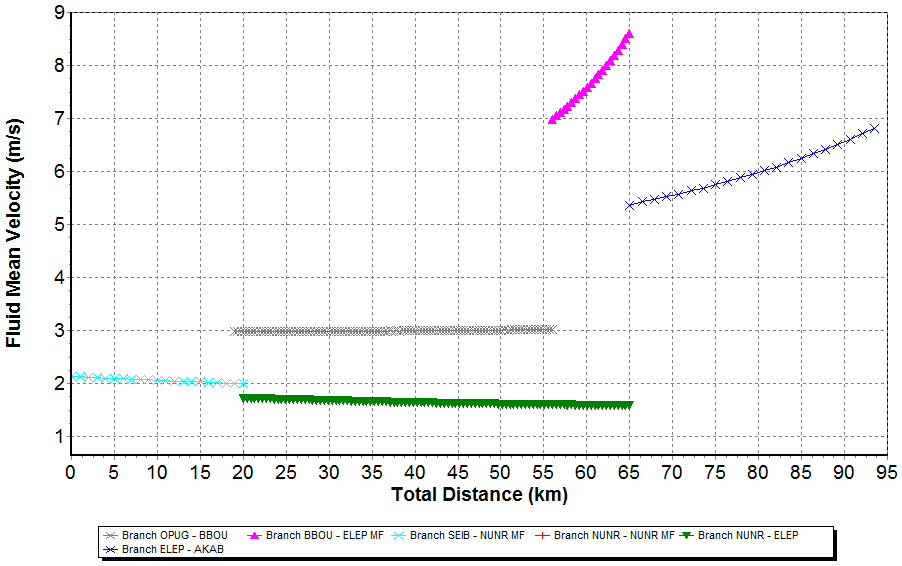 9
8
7
6
5
4
3
2
1
Fluid Mean Velocity (m/s)
0 5 10 15 20 25 30 35 40 45 50 55 60 65 70 75 80 85 90 95
Total Distance (km)
Branch OPUG - BBOU Branch BBOU - ELEP MF Branch SEIB - NUNR MF Branch NUNR - NUNR MF Branch NUNR - ELEP
Branch ELEP - AKAB